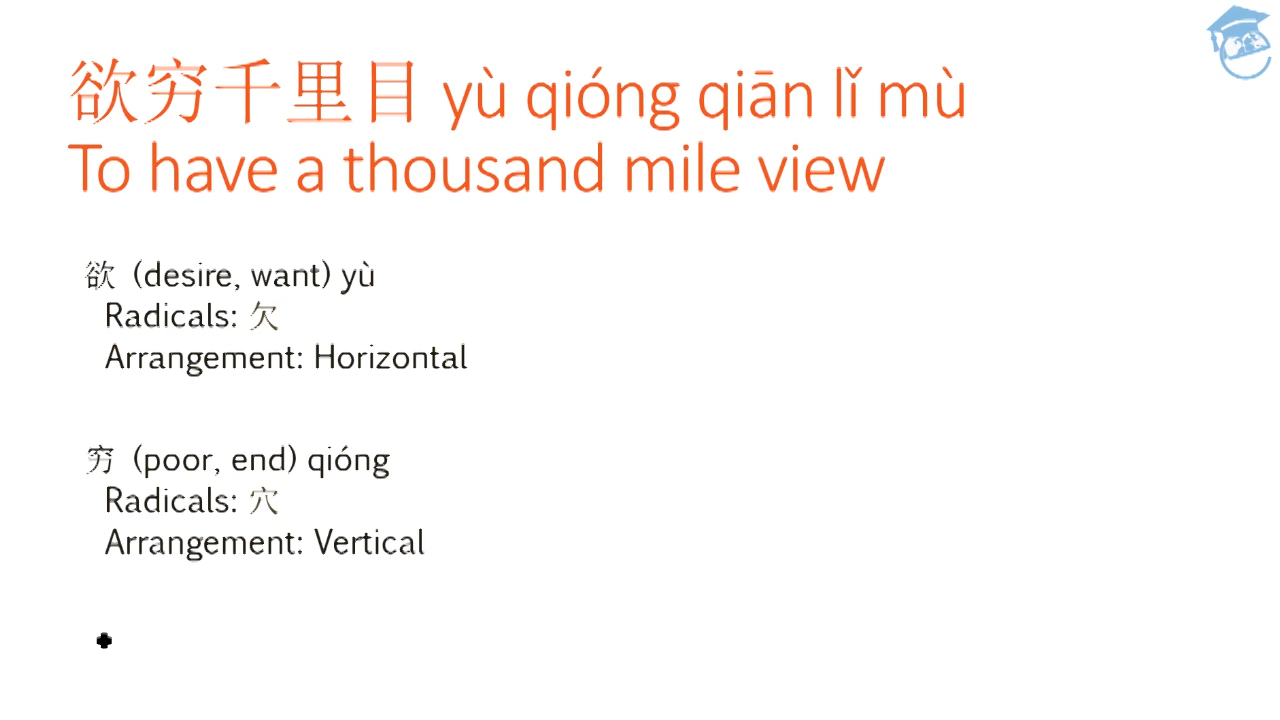 欲穷千里目 yù qióng qiān lǐ mù
To have a thousand mile view
欲 (desire, want) yù
Radicals: 欠
Arrangement: Horizontal
穷 (poor, end) qióng
Radicals: 穴
Arrangement: Vertical